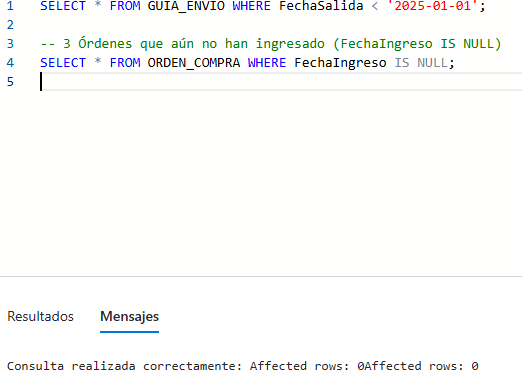 1 SELECT * FROM GUIA_ENVIO WHERE FechaSalida < '2025-01-01';
2
3 -- 3 Órdenes que aún no han ingresado (FechaIngreso IS NULL)
4 SELECT * FROM ORDEN_COMPRA WHERE FechaIngreso IS NULL;
5
Resultados Mensajes
Consulta realizada correctamente: Affected rows: 0Affected rows: 0